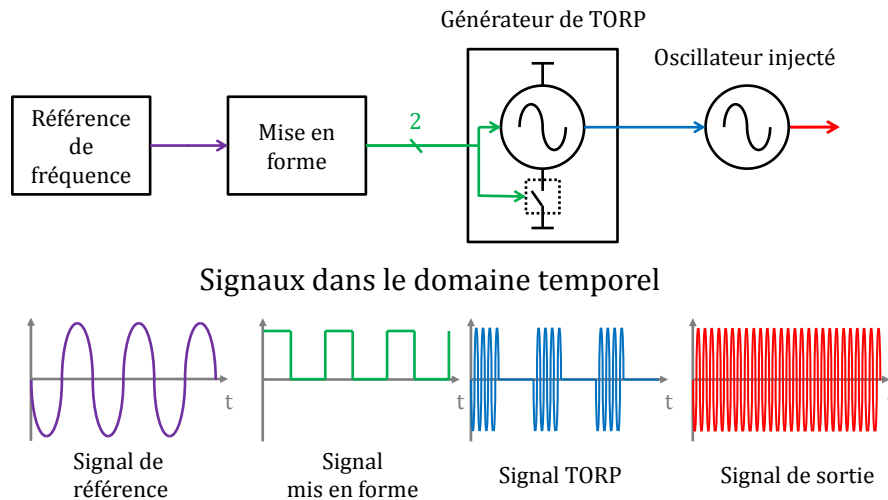 Générateur de TORP
Oscillateur injecté
Référence
de
fréquence
Mise en
forme
2
Signaux dans le domaine temporel
t
t
t
t
Signal de
référence
Signal
mis en forme
Signal TORP
Signal de sortie